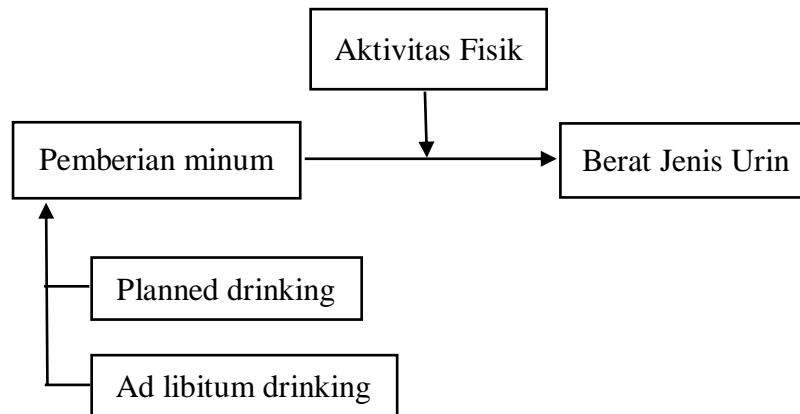 Aktivitas Fisik
Pemberian minum
Berat Jenis Urin
Planned drinking
Ad libitum drinking